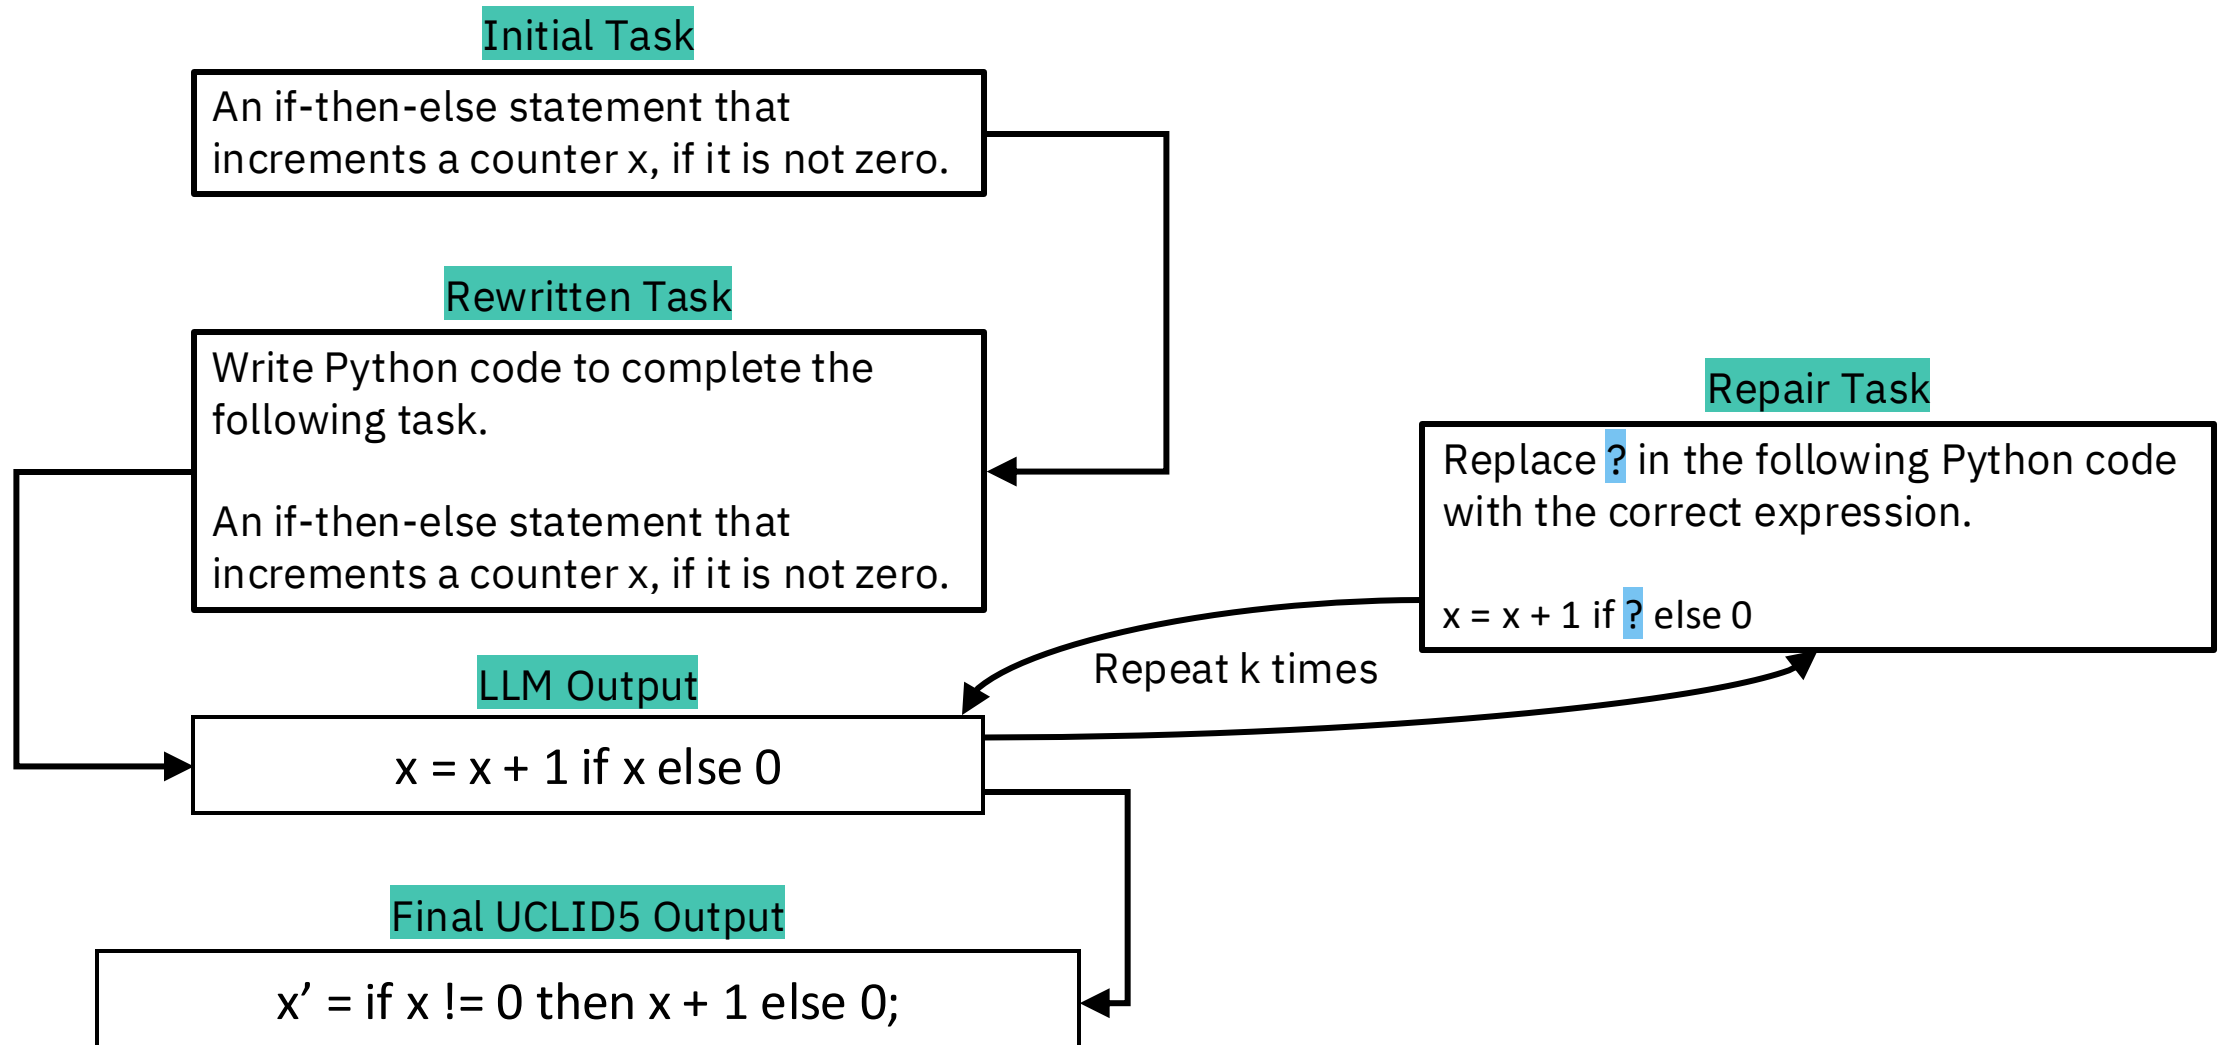 Initial Task
An if-then-else statement that
increments a counter x, if it is not zero.
Rewritten Task
Write Python code to complete the
following task.
An if-then-else statement that
increments a counter x, if it is not zero.
Repair Task
Replace ? in the following Python code
with the correct expression.
x = x + 1 if ? else 0
Repeat k times
LLM Output
x = x + 1 if x else 0
Final UCLID5 Output
x’ = if x != 0 then x + 1 else 0;